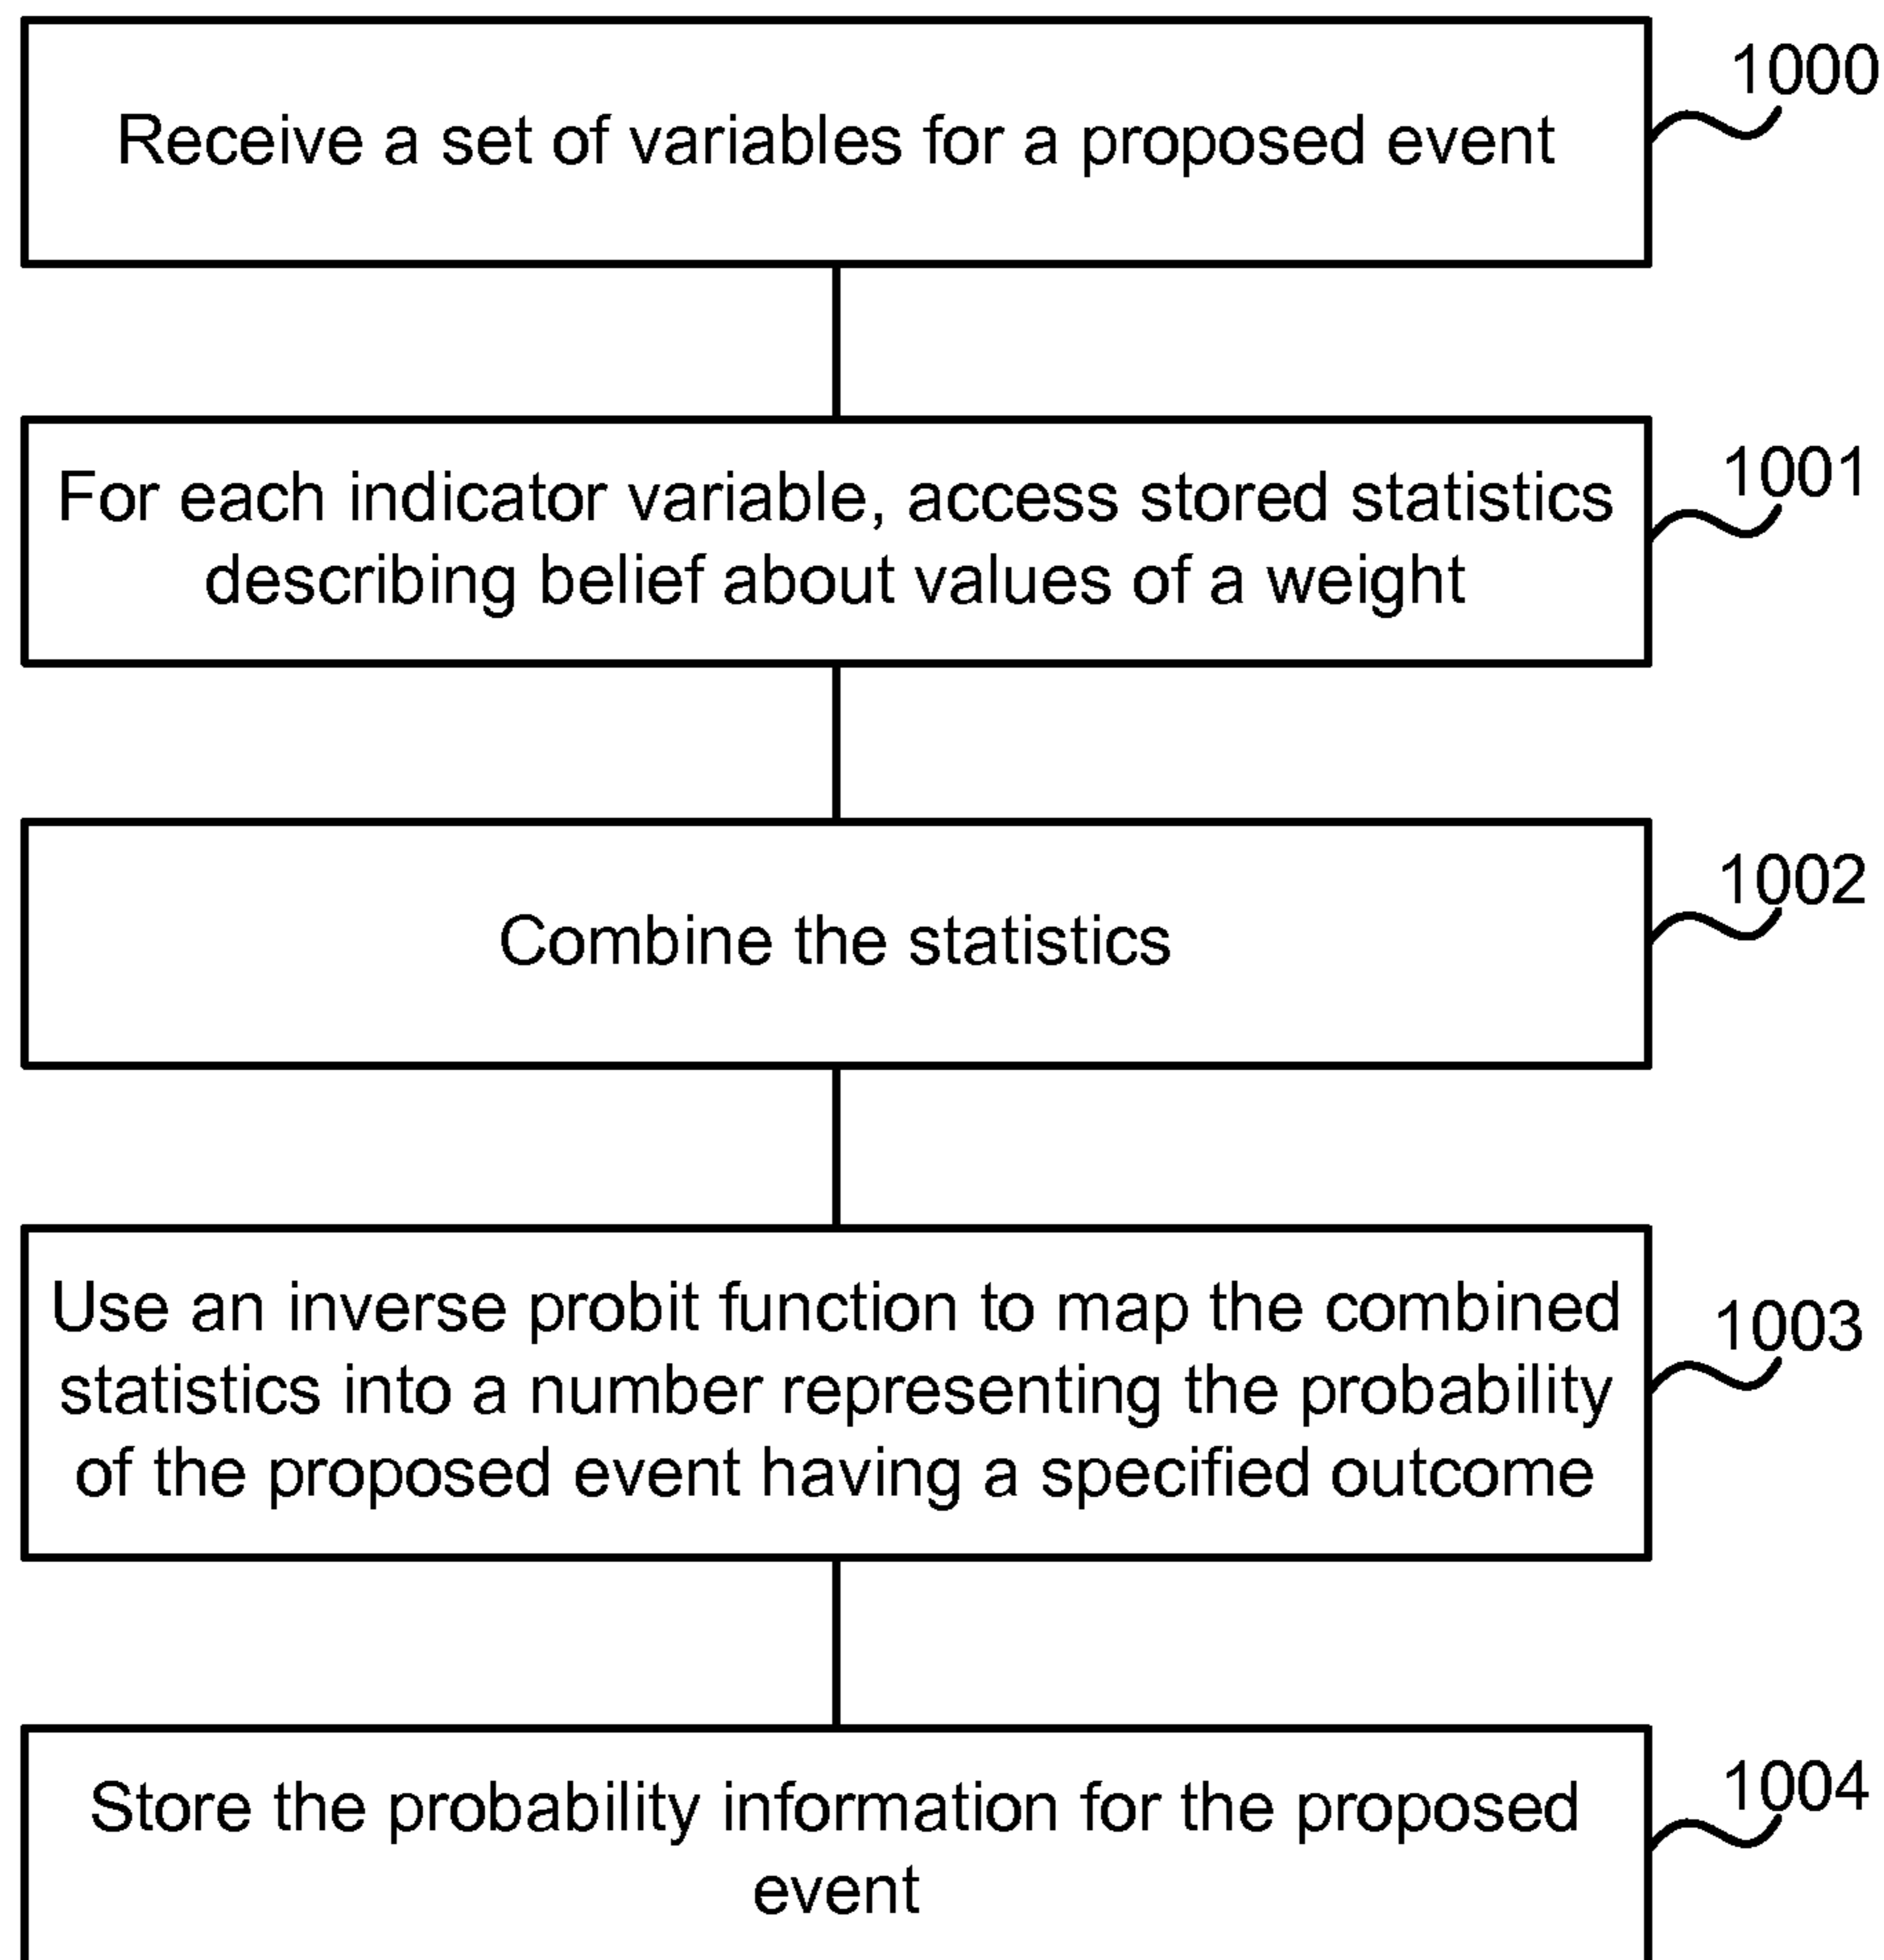 Receive a set of variables for a proposed event
1000
For each indicator variable, access stored statistics
describing belief about values of a weight
1001
Combine the statistics
1002
Use an inverse probit function to map the combined
statistics into a number representing the probability
of the proposed event having a specified outcome
1003
Store the probability information for the proposed
event
1004